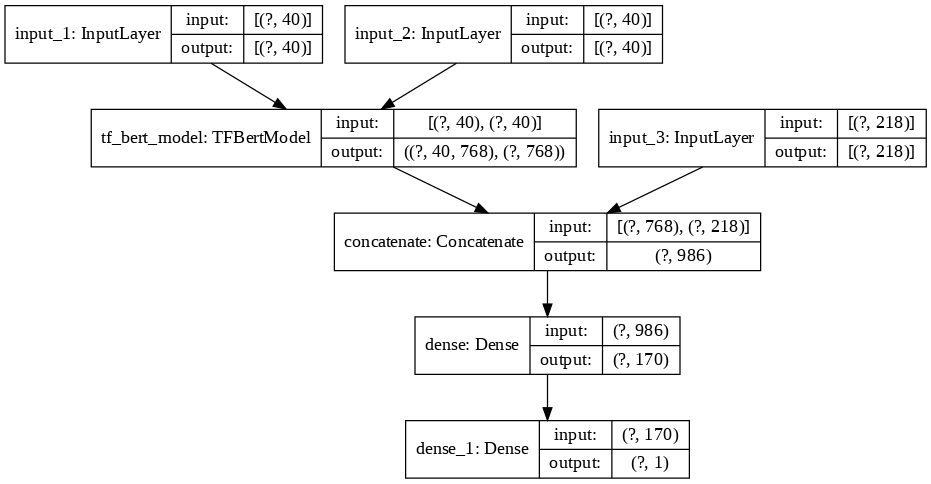 input_1: InputLayer
input: [(?, 40)]
output: [(?, 40)]
input_2: InputLayer
input: [(?, 40)]
output: [(?, 40)]
tf_bert_model: TFBertModel
input: [(?, 40), (?, 40)]
output: ((?, 40, 768), (?, 768))
input_3: InputLayer
input: [(?, 218)]
output: [(?, 218)]
concatenate: Concatenate
input: [(?, 768), (?, 218)]
output: (?, 986)
dense: Dense
input: (?, 986)
output: (?, 170)
dense_1: Dense
input: (?, 170)
output: (?, 1)